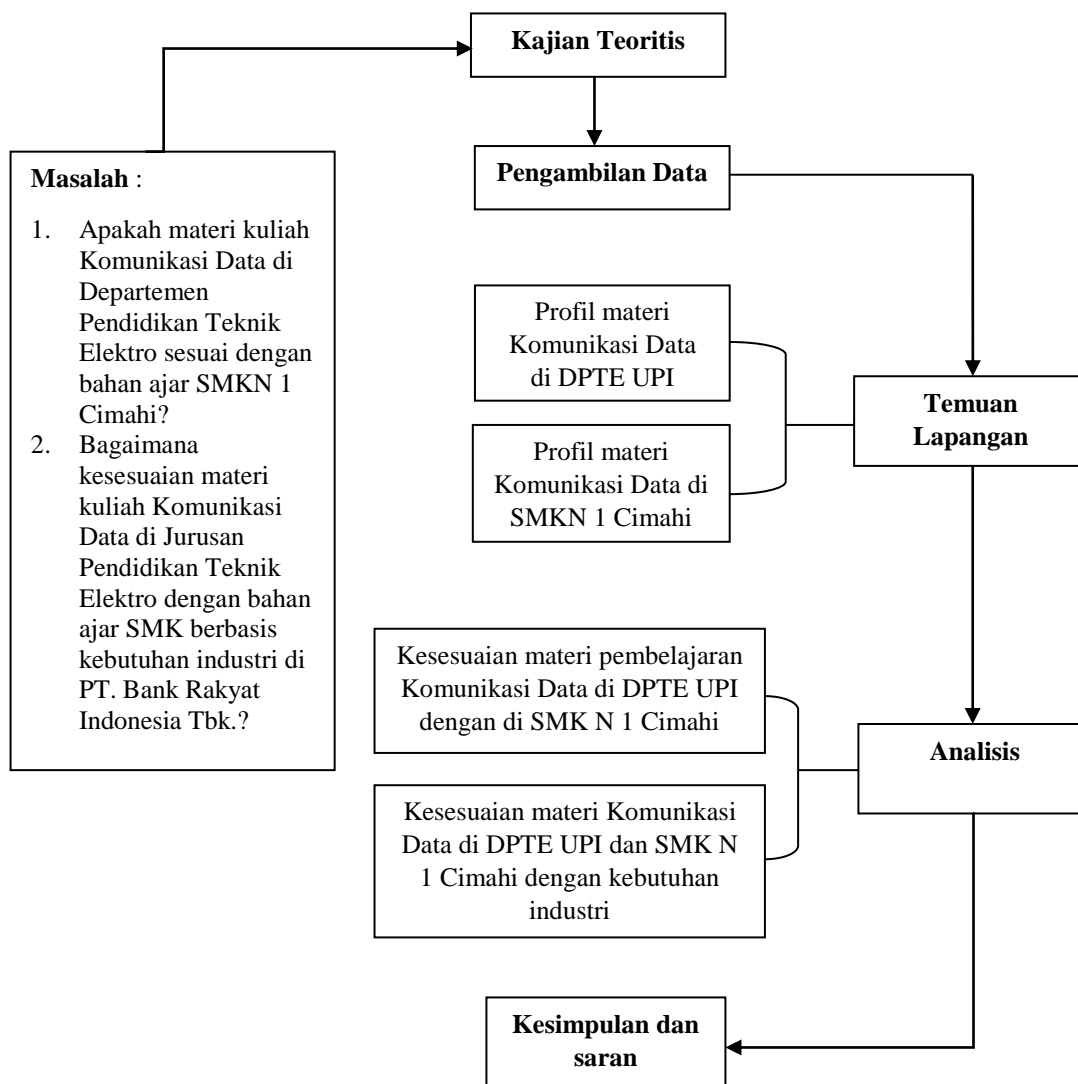 Kajian Teoritis
Pengambilan Data
Masalah :
1. Apakah materi kuliah
Komunikasi Data di
Departemen
Pendidikan Teknik
Elektro sesuai dengan
bahan ajar SMKN 1
Cimahi?
2. Bagaimana
kesesuaian materi
kuliah Komunikasi
Data di Jurusan
Pendidikan Teknik
Elektro dengan bahan
ajar SMK berbasis
kebutuhan industri di
PT. Bank Rakyat
Indonesia Tbk.?
Profil materi
Komunikasi Data
di DPTE UPI
Profil materi
Komunikasi Data di
SMKN 1 Cimahi
Temuan
Lapangan
Kesesuaian materi pembelajaran
Komunikasi Data di DPTE UPI
dengan di SMK N 1 Cimahi
Kesesuaian materi Komunikasi
Data di DPTE UPI dan SMK N
1 Cimahi dengan kebutuhan
industri
Analisis
Kesimpulan dan
saran